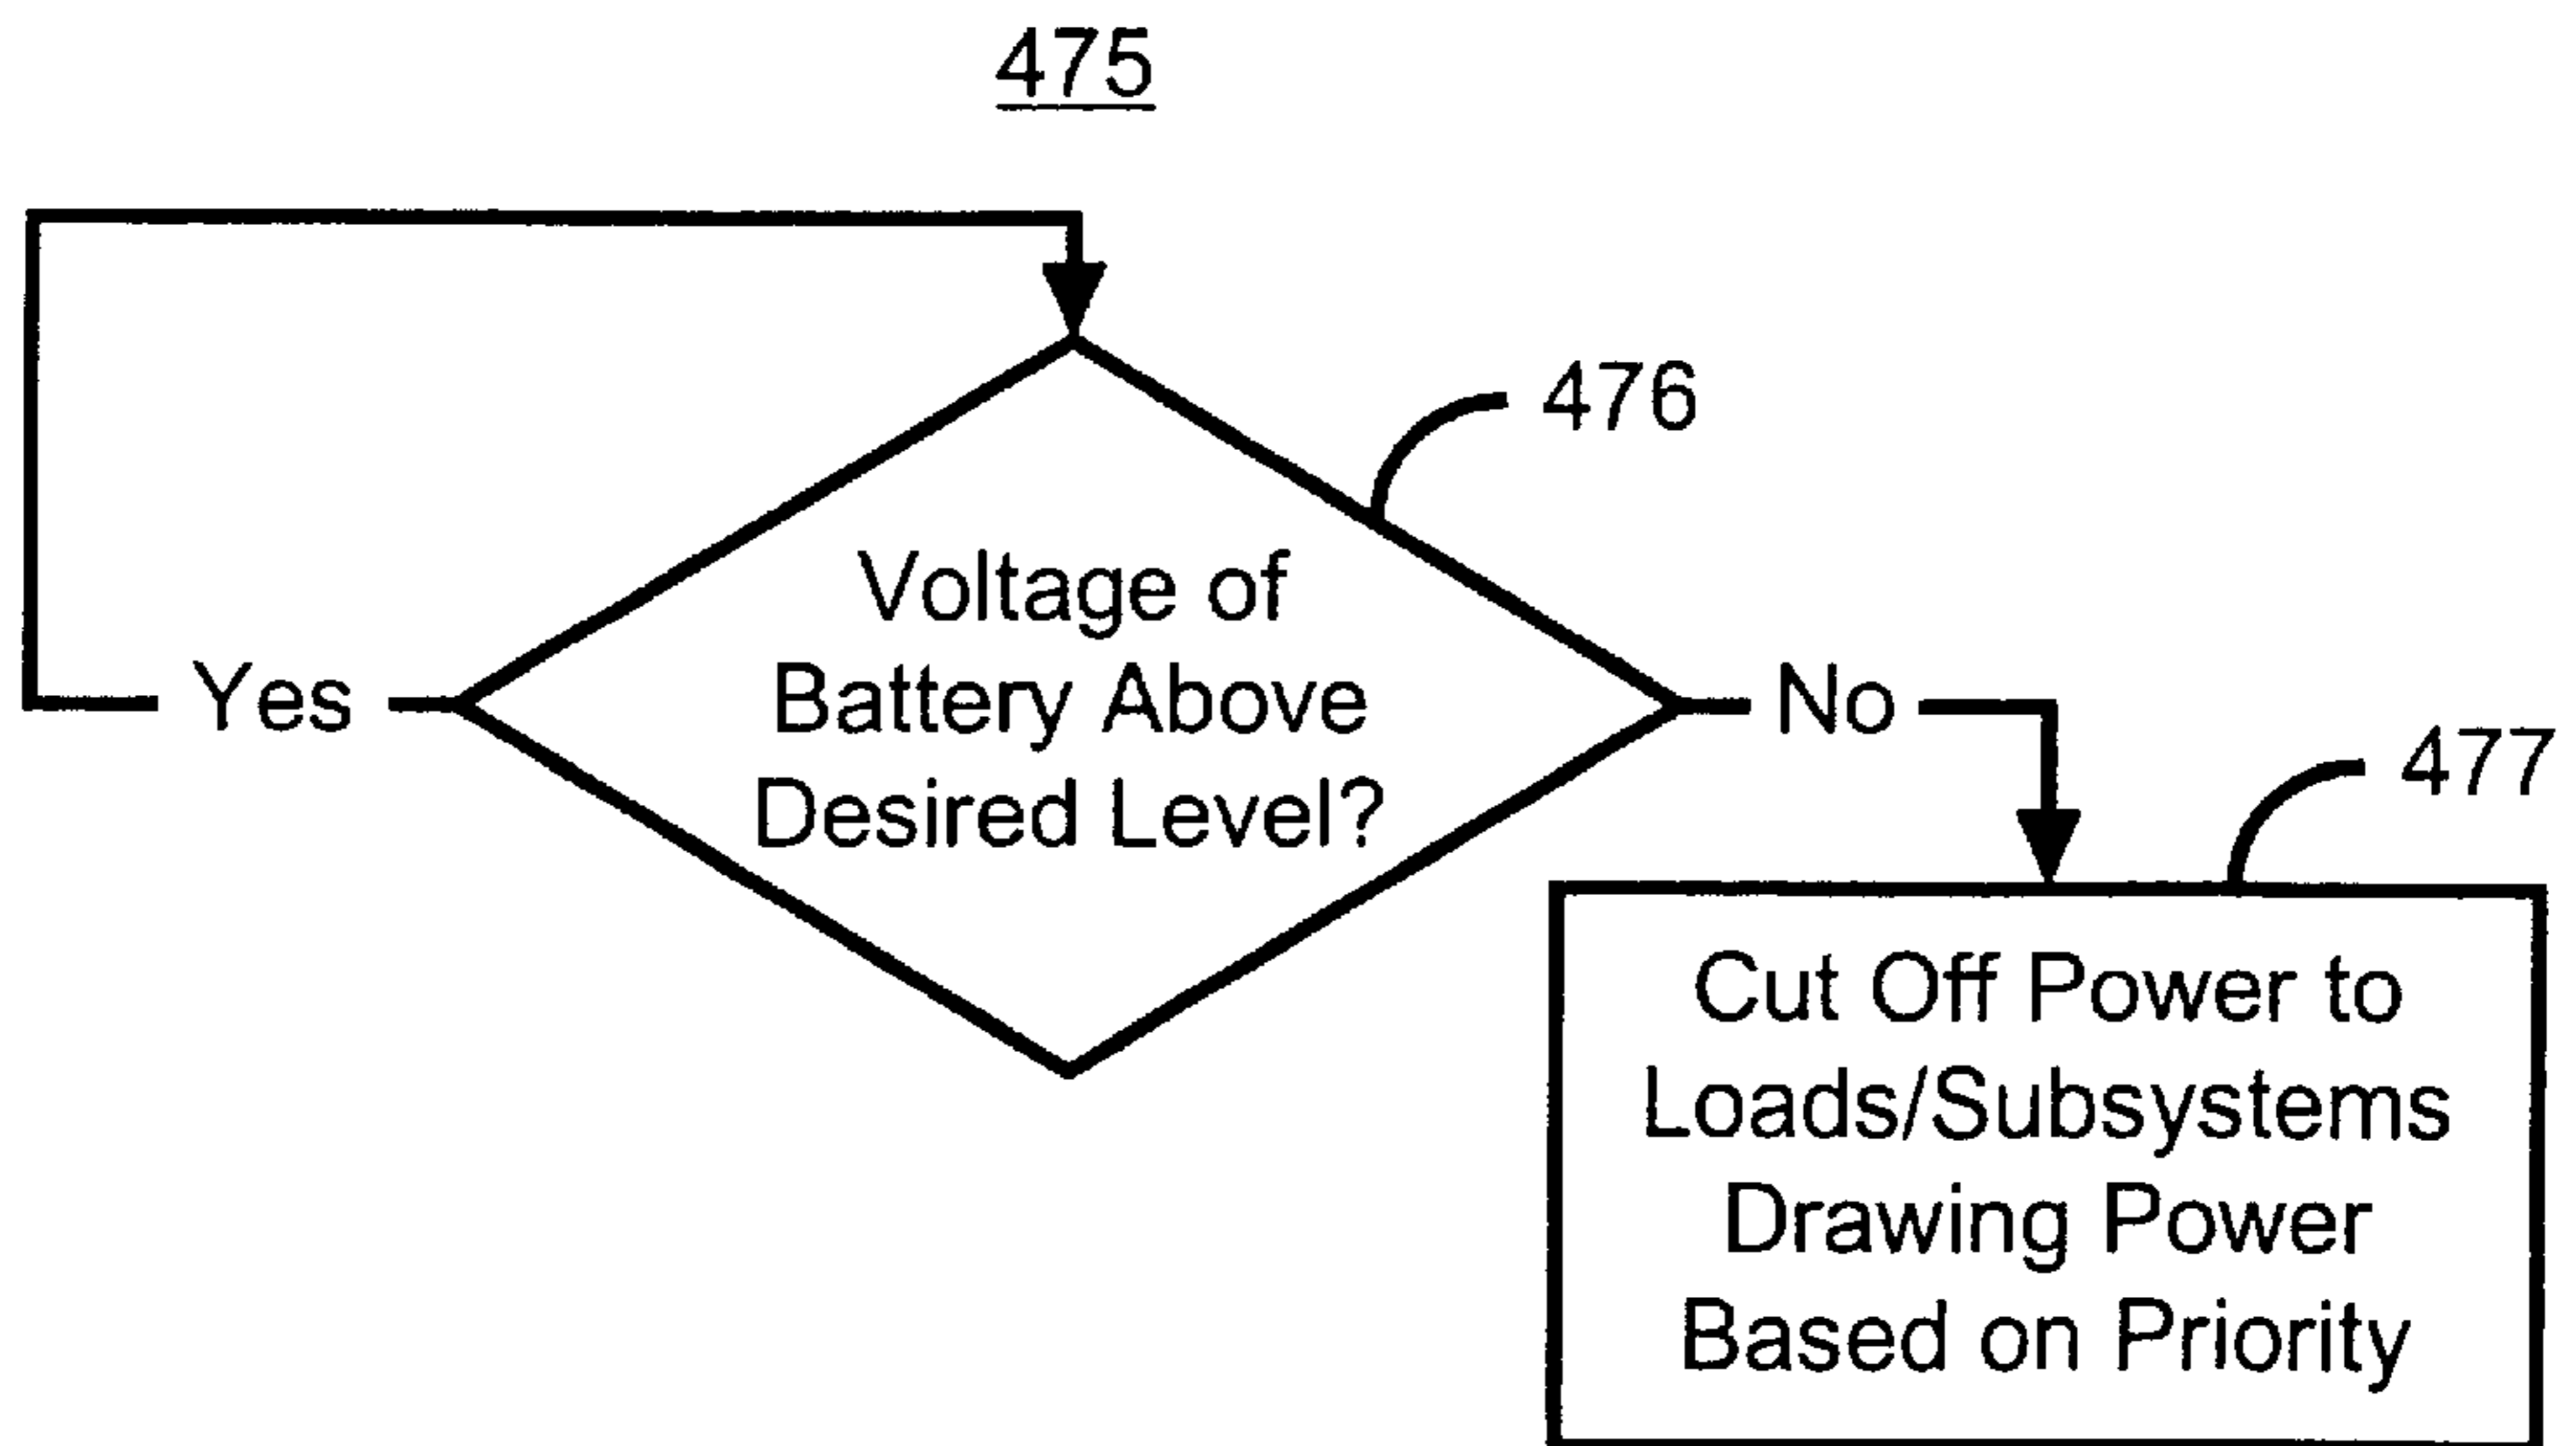 475
476
Voltage of
Battery Above
Desired Level?
Yes
No
477
Cut Off Power to
Loads/Subsystems
Drawing Power
Based on Priority